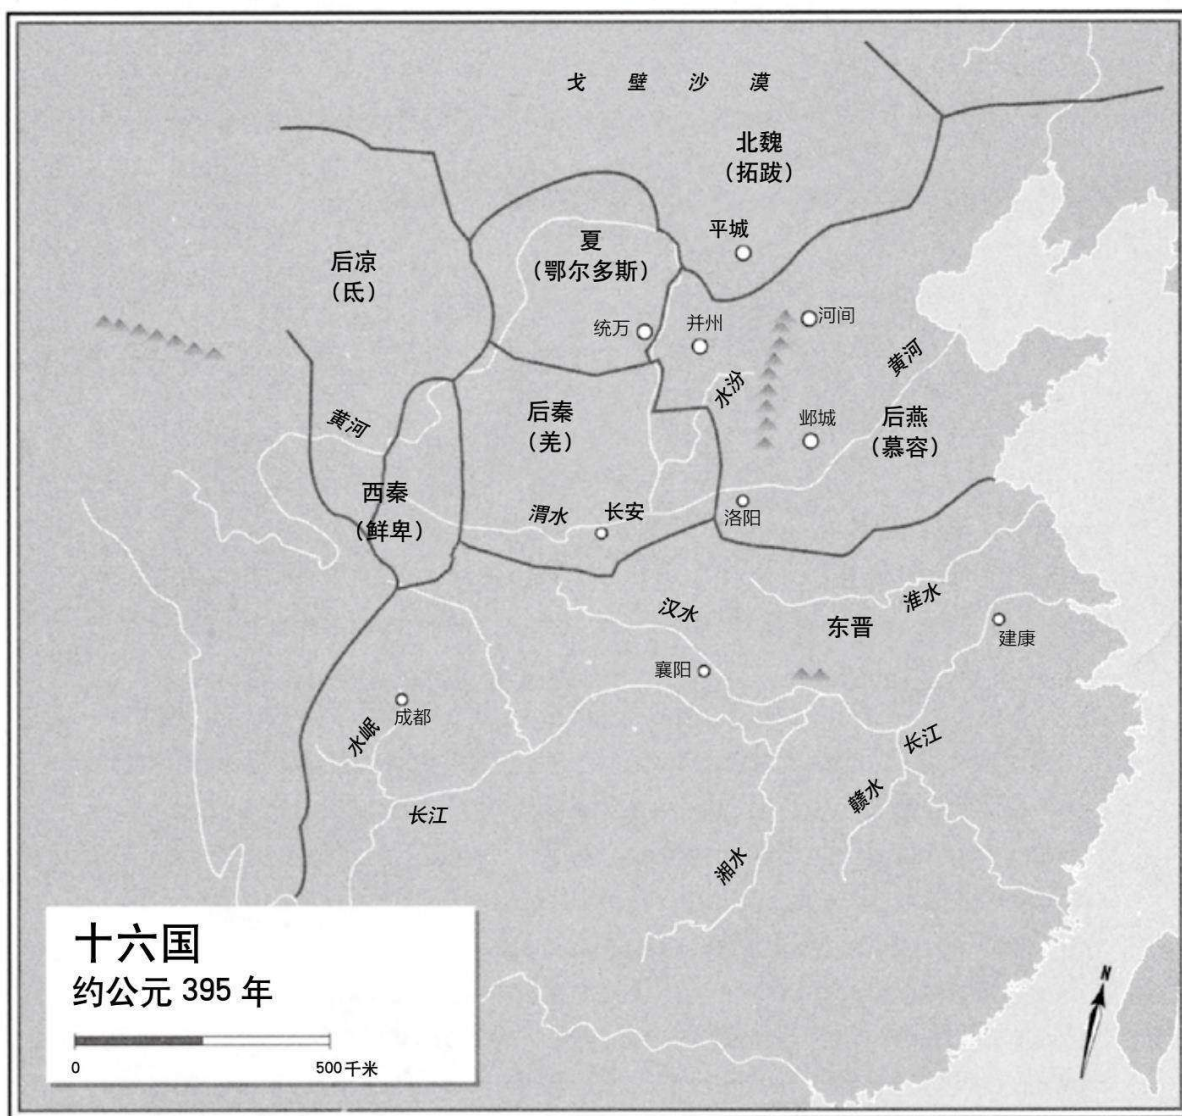 戈壁沙漠
北魏
（拓跋）
平城
夏
（鄂尔多斯）
后凉
（氐）
统万
并州
河间
黄河
水汾
黄河
后秦
（羌）
邺城
后燕
（慕容）
西秦
（鲜卑）
渭水
长安
洛阳
汉水
淮水
东晋
建康
襄阳
成都
水岷
长江
长江
赣水
湘水
十六国
约公元 395 年
0
500 千米
N